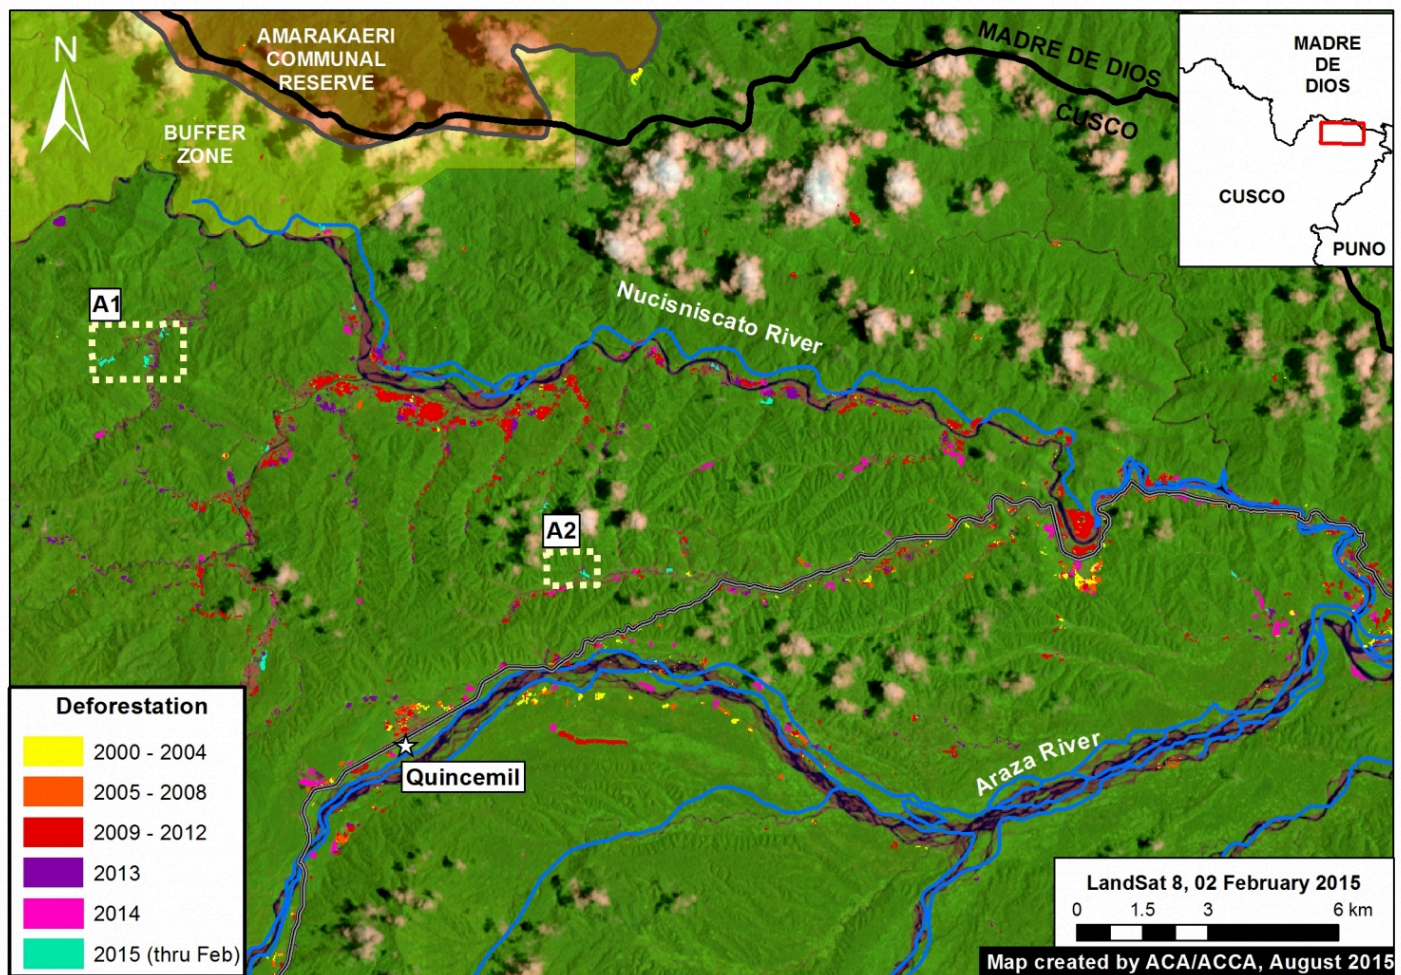 N
AMARAKAERI
COMMUNAL
RESERVE
BUFFER
ZONE
MADRE DE DIOS
CUSCO
MADRE
DE
DIOS
CUSCO
PUNO
A1
Nucisniscato River
A2
Quincemil
Araza River
Deforestation
2000 - 2004
2005 - 2008
2009 - 2012
2013
2014
2015 (thru Feb)
LandSat 8, 02 February 2015
0 1.5 3 6 km
Map created by ACA/ACCA, August 2015